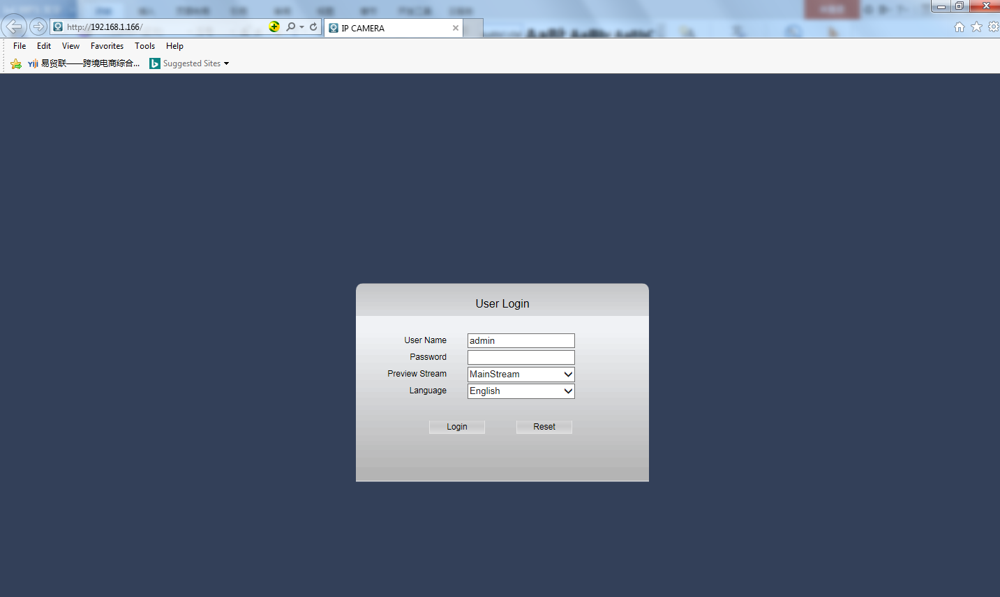 http://192.168.1.166/
IP CAMERA
File Edit View Favorites Tools Help
Yiji 易贸联——跨境电商综合... Suggested Sites
User Login
User Name admin
Password
Preview Stream MainStream
Language English
Login Reset